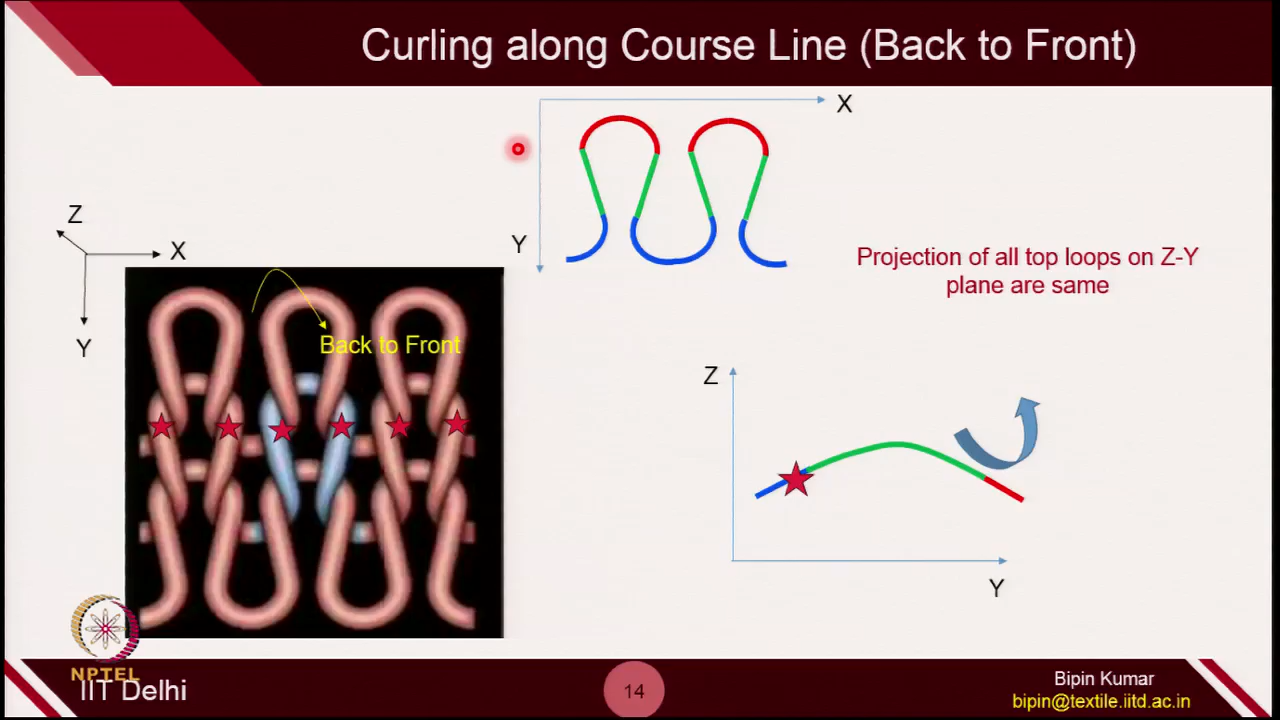 Curling along Course Line (Back to Front)
X
Y
Z
X
Y
Back to Front
Projection of all top loops on Z-Y
plane are same
Z
Y
NPTEL
IIT Delhi
14
Bipin Kumar
bipin@textile.iitd.ac.in